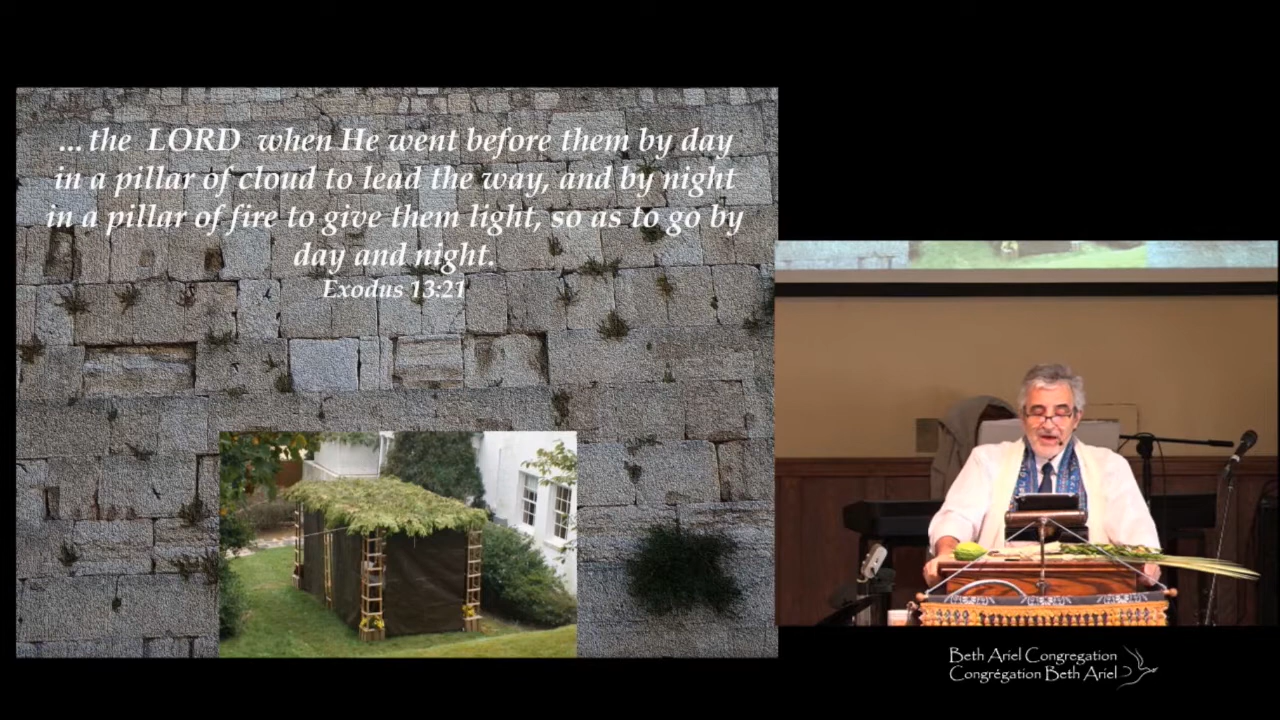 ... the LORD when He went before them by day
in a pillar of cloud to lead the way, and by night
in a pillar of fire to give them light, so as to go by
day and night.
Exodus 13:21
Beth Ariel Congregation
Congrégation Beth Ariel